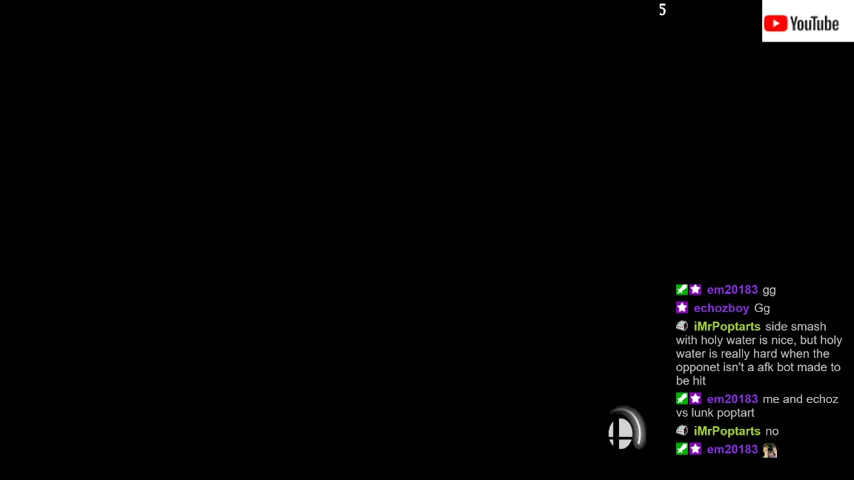 5
YouTube
em20183 gg
echozboy Gg
iMrPoptarts side smash
with holy water is nice, but holy
water is really hard when the
opponet isn't a afk bot made to
be hit
em20183 me and echoz
vs lunk poptart
iMrPoptarts no
em20183